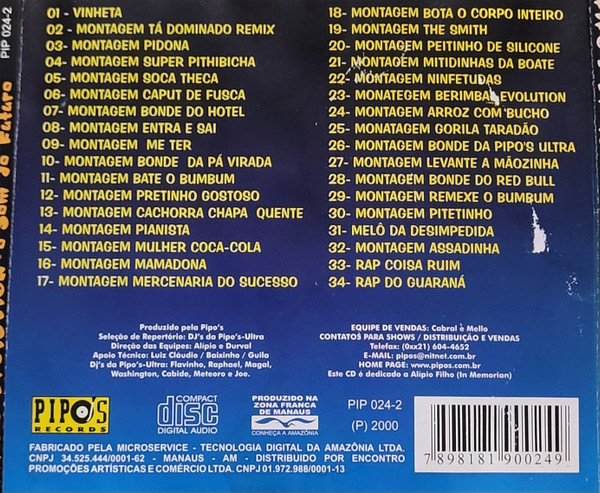 PIP 024-2
01 - VINHETA
02 - MONTAGEM TÁ DOMINADO REMIX
03- MONTAGEM PIDONA
04- MONTAGEM SUPER PITHIBICHA
05- MONTAGEM SOCA THECA
06- MONTAGEM CAPUT DE FUSCA
07- MONTAGEM BONDE DO HOTEL
08- MONTAGEM ENTRA E SAI
09- MONTAGEM ME TER
10- MONTAGEM BONDE DA PÁ VIRADA
11- MONTAGEM BATE O BUMBUM
12- MONTAGEM PRETINHO GOSTOSO
13- MONTAGEM CACHORRA CHAPA QUENTE
14- MONTAGEM PIANISTA
15- MONTAGEM MULHER COCA-COLA
16- MONTAGEM MAMADONA
17- MONTAGEM MERCENARIA DO SUCESSO
18- MONTAGEM BOTA O CORPO INTEIRO
19- MONTAGEM THE SMITH
20- MONTAGEM PEITINHO DE SILICONE
21- MONTAGEM MITIDINHAS DA BOATE
22- MONTAGEM NINFETUDAS
23- MONATEGEM BERIMBAL EVOLUTION
24- MONTAGEM ARROZ COM BUCHO
25- MONATAGEM GORILA TARADÃO
26- MONTAGEM BONDE DA PIPO'S ULTRA
27- MONTAGEM LEVANTE A MÃOZINHA
28- MONTAGEM BONDE DO RED BULL
29- MONTAGEM REMEXE O BUMBUM
30- MONTAGEM PITETINHO
31- MELÔ DA DESIMPEDIDA
32- MONTAGEM ASSADINHA
33- RAP COISA RUIM
34- RAP DO GUARANÁ
Produzido pela Pipo's
Seleção de Repertório: DJ's da Pipo's-Ultra
Direção das Equipes: Alipio e Durval
Apoio Técnico: Luiz Cláudio / Baixinho / Guila
Dj's da Pipo's-Ultra: Flavinho, Raphael, Magal,
Washington, Cabide, Meteoro e Joe.
EQUIPE DE VENDAS: Cabral e Mello
CONTATOS PARA SHOWS / DISTRIBUIÇÃO E VENDAS
Telefax: (0xx21) 604-4652
E-MAIL: pipos@nitnet.com.br
HOME PAGE: www.pipos.com.br
Este CD é dedicado a Alipio Filho (In Memorian)
PIPO'S
RECORDS
COMPACT
disc
DIGITAL AUDIO
PRODUZIDO NA
ZONA FRANCA
DE MANAUS
CONHEÇA A AMAZÔNIA
PIP 024-2
(P) 2000
7 898181 900249
FABRICADO PELA MICROSERVICE - TECNOLOGIA DIGITAL DA AMAZÔNIA LTDA.
CNPJ 34.525.444/0001-62 - MANAUS - AM - DISTRIBUIDO POR ENCONTRO
PROMOÇÕES ARTÍSTICAS E COMÉRCIO LTDA. CNPJ 01.972.988/0001-13